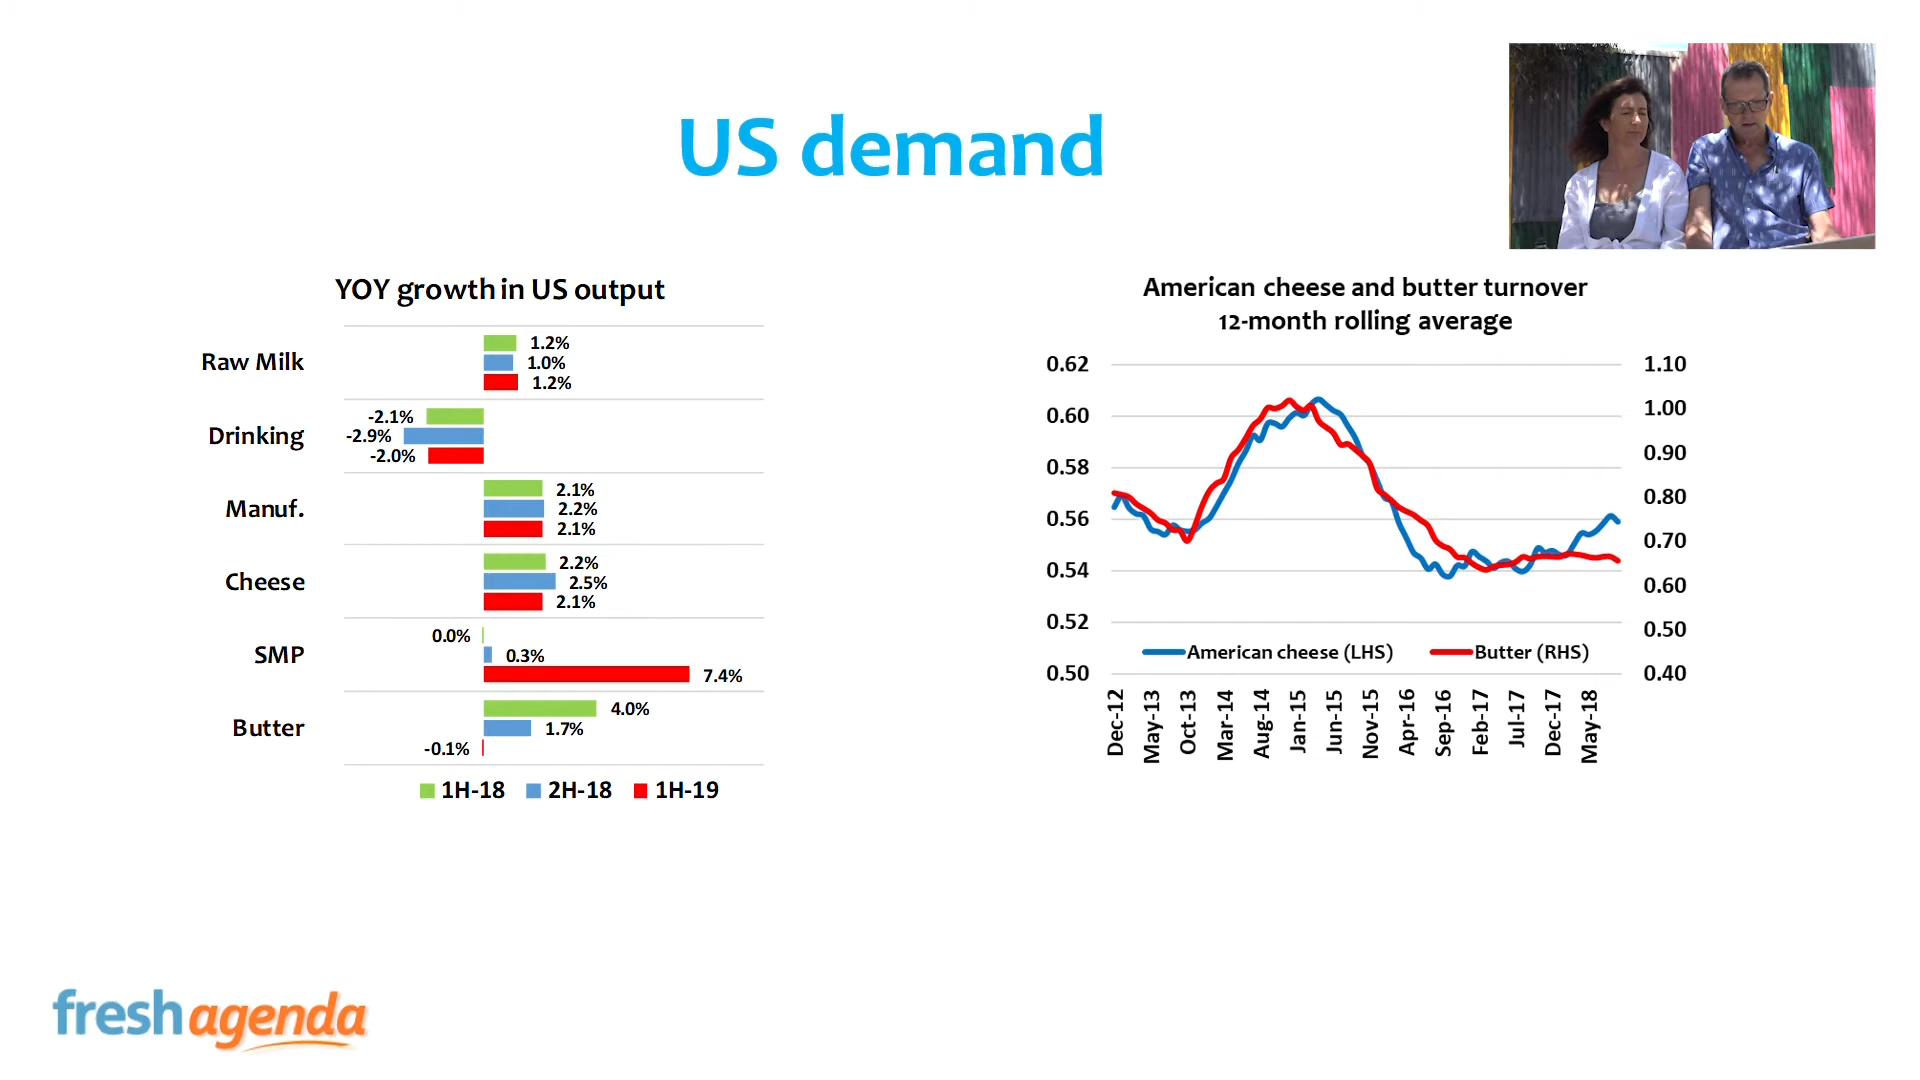 US demand
YOY growth in US output
Raw Milk
1.2%
1.0%
1.2%
Drinking
-2.1%
-2.9%
-2.0%
Manuf.
2.1%
2.2%
2.1%
Cheese
2.2%
2.5%
2.1%
SMP
0.0%
0.3%
7.4%
Butter
4.0%
1.7%
-0.1%
1H-18 2H-18 1H-19
American cheese and butter turnover
12-month rolling average
0.62
0.60
0.58
0.56
0.54
0.52
0.50
1.10
1.00
0.90
0.80
0.70
0.60
0.50
0.40
American cheese (LHS) Butter (RHS)
Dec-12
May-13
Oct-13
Mar-14
Aug-14
Jan-15
Jun-15
Nov-15
Apr-16
Sep-16
Feb-17
Jul-17
Dec-17
May-18
fresh agenda